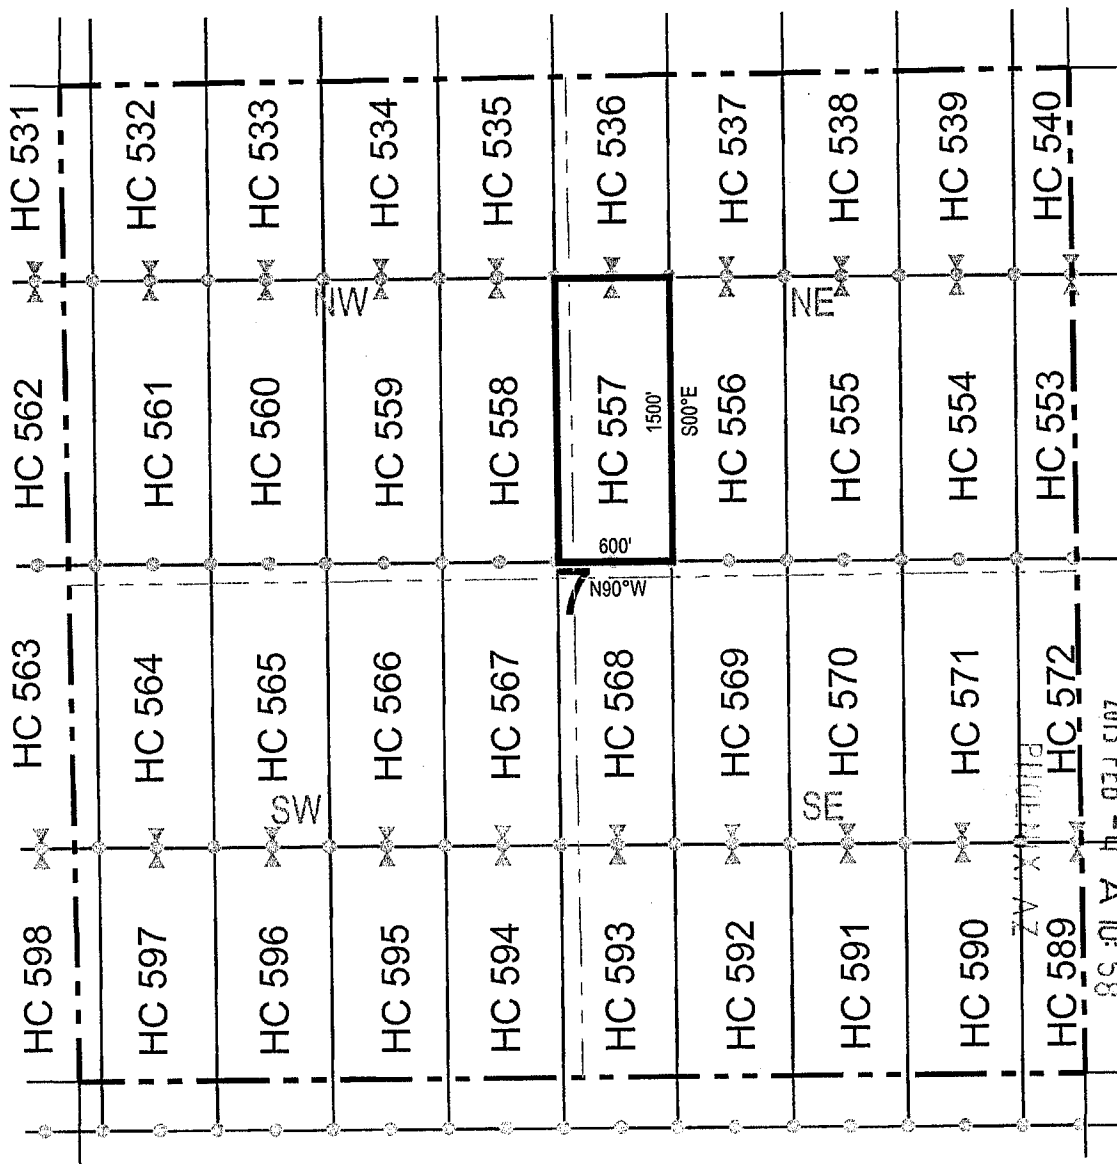 HC 531
HC 532
HC 533
HC 534
HC 535
HC 536
HC 537
HC 538
HC 539
HC 540
NW
NE
HC 562
HC 561
HC 560
HC 559
HC 558
HC 557
1500'
S00°E
HC 556
HC 555
HC 554
HC 553
600'
7
N90°W
HC 563
HC 564
HC 565
HC 566
HC 567
HC 568
HC 569
HC 570
HC 571
HC 572
SW
SE
HC 598
HC 597
HC 596
HC 595
HC 594
HC 593
HC 592
HC 591
HC 590
HC 589
PHOENIX, AZ
A 10: 58